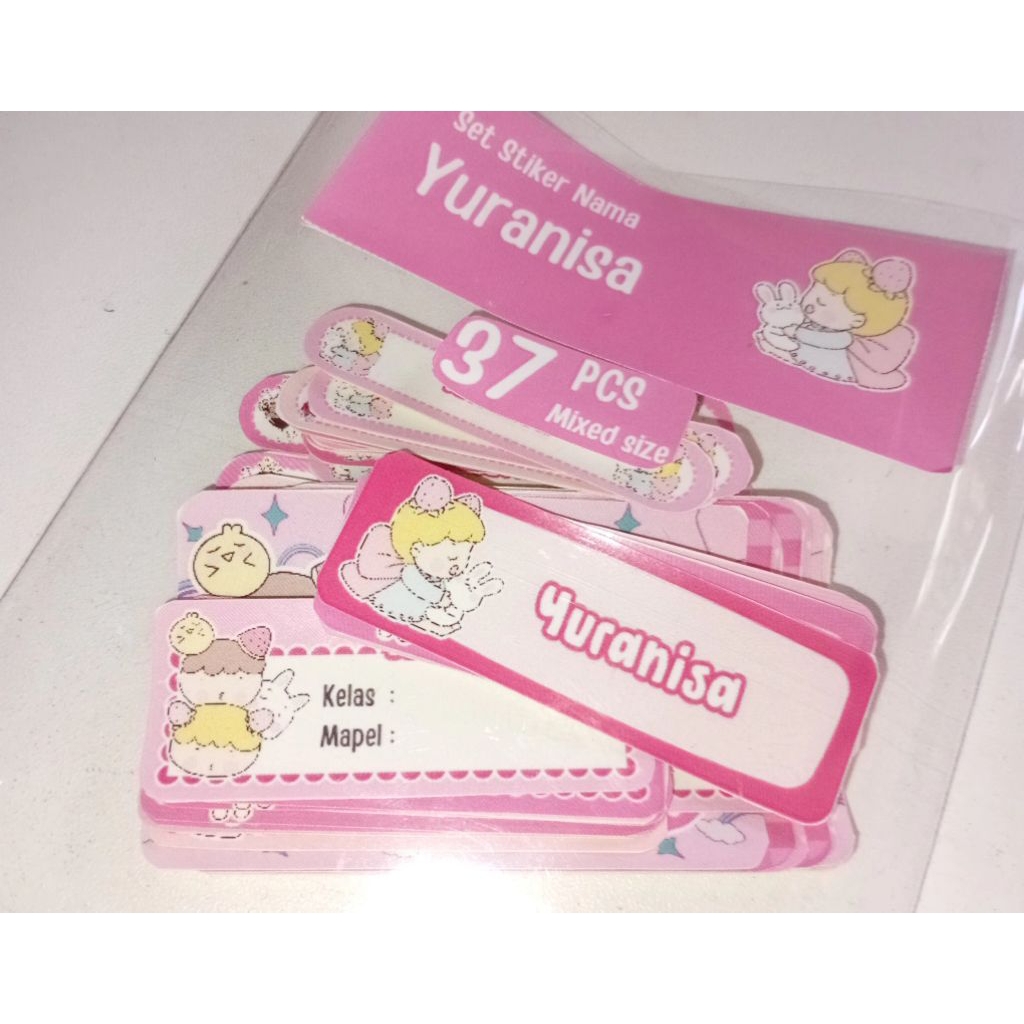 Set Stiker Nama
Yuranisa
37 PCS
Mixed size
Yuranisa
Kelas :
Mapel :